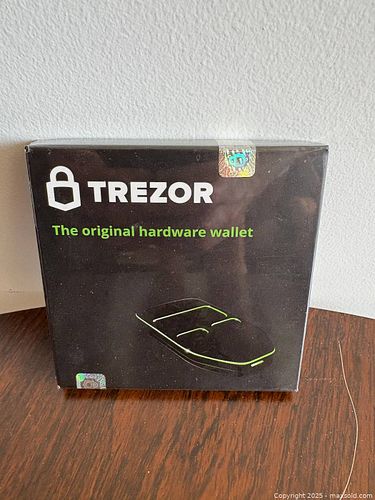 TREZOR
The original hardware wallet
Copyright 2025 - maxsold.com